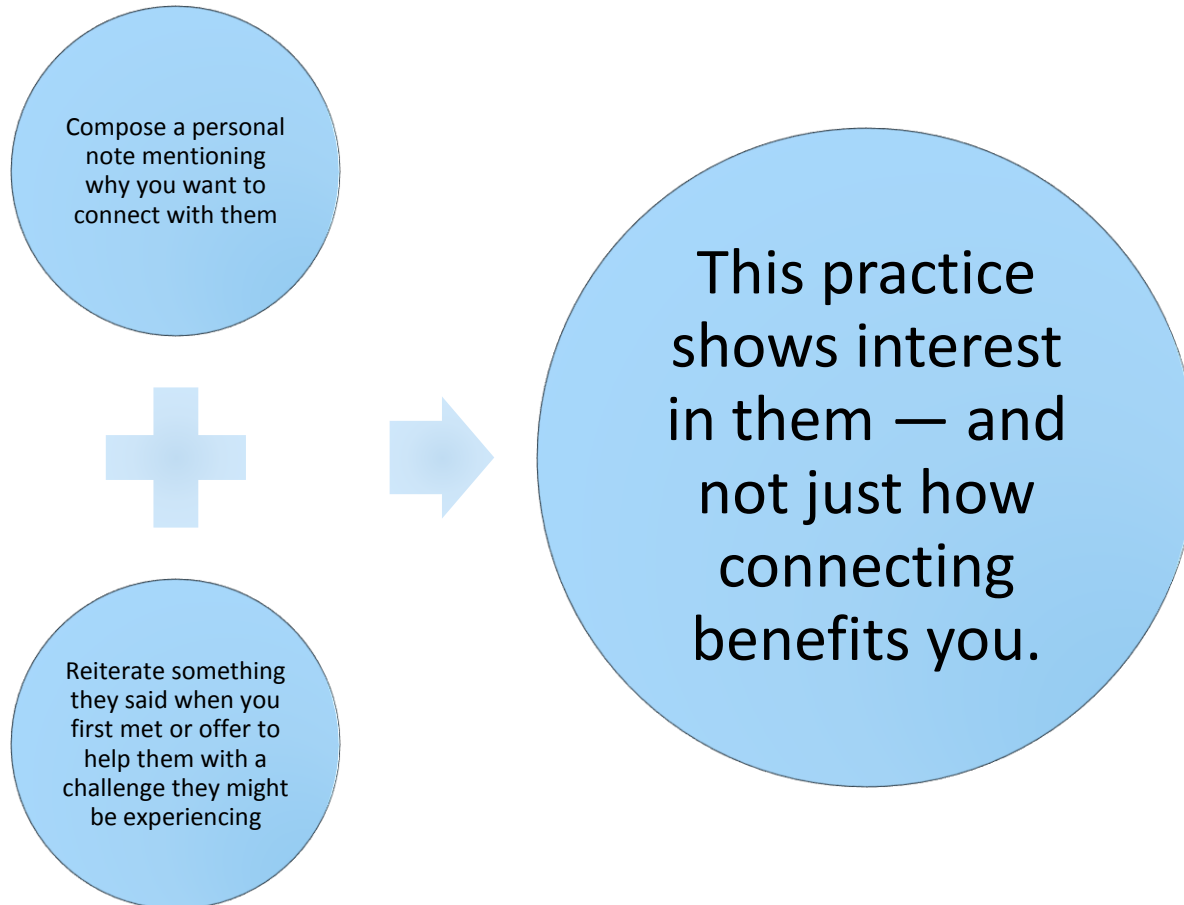 Compose a personal
note mentioning
why you want to
connect with them
Reiterate something
they said when you
first met or offer to
help them with a
challenge they might
be experiencing
This practice
shows interest
in them — and
not just how
connecting
benefits you.